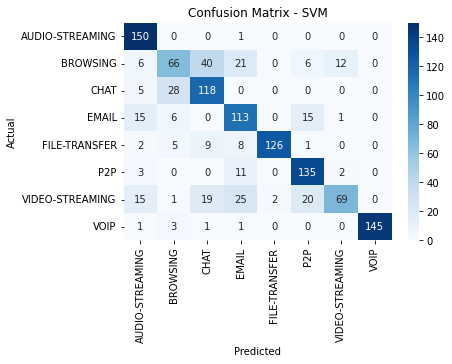 Confusion Matrix - SVM
AUDIO-STREAMING 150 0 0 1 0 0 0 0
BROWSING 6 66 40 21 0 6 12 0
CHAT 5 28 118 0 0 0 0 0
EMAIL 15 6 0 113 0 15 1 0
FILE-TRANSFER 2 5 9 8 126 1 0 0
P2P 3 0 0 11 0 135 2 0
VIDEO-STREAMING 15 1 19 25 2 20 69 0
VOIP 1 3 1 1 0 0 0 145
Actual
AUDIO-STREAMING
BROWSING
CHAT
EMAIL
FILE-TRANSFER
P2P
VIDEO-STREAMING
VOIP
Predicted
140
120
100
80
60
40
20
0